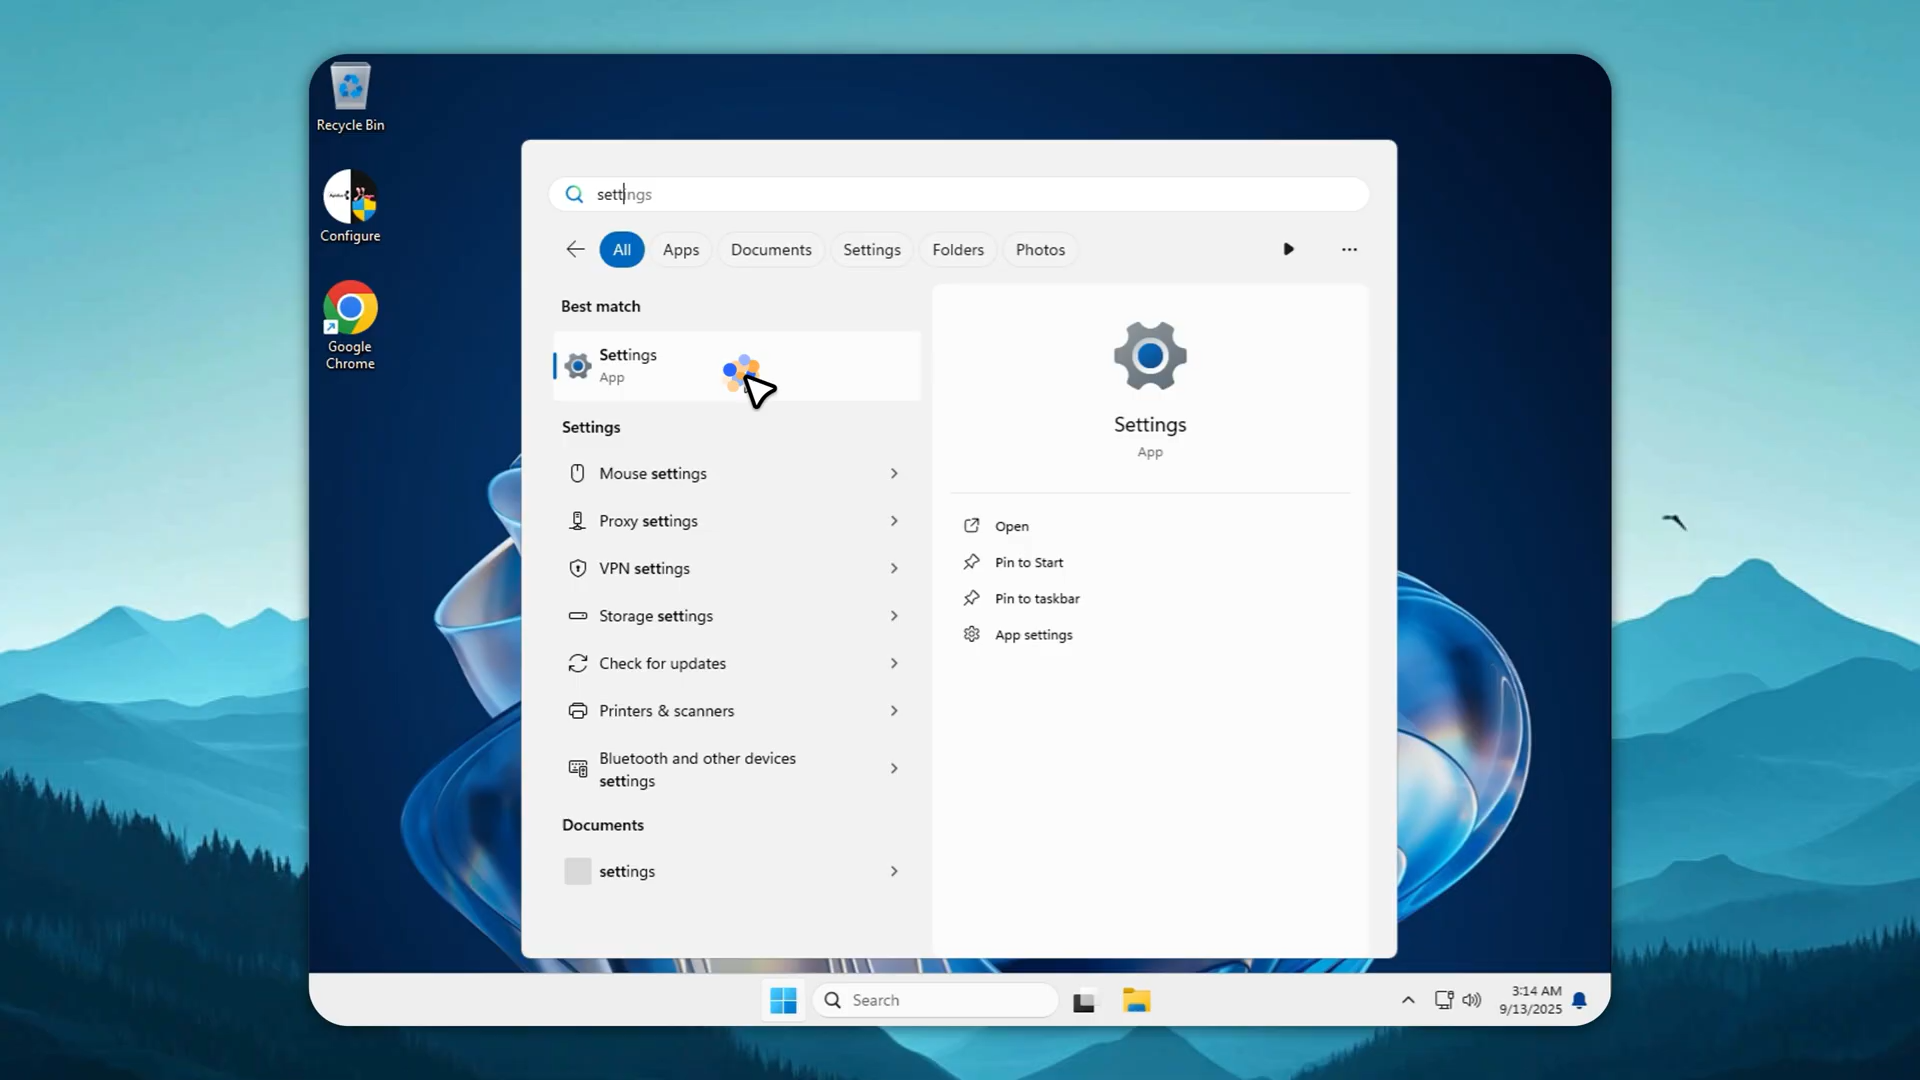 Recycle Bin
Configure
Google
Chrome
settings
All
Apps
Documents
Settings
Folders
Photos
Best match
Settings
App
Settings
Mouse settings
Proxy settings
VPN settings
Storage settings
Check for updates
Printers & scanners
Bluetooth and other devices
settings
Documents
settings
Settings
App
Open
Pin to Start
Pin to taskbar
App settings
Search
3:14 AM
9/13/2025